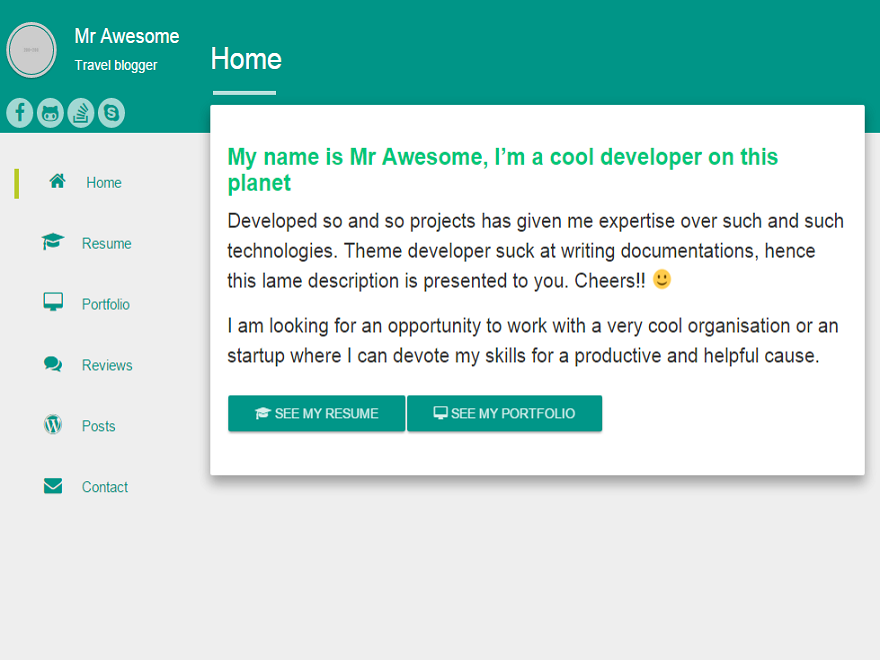 Mr Awesome
Travel blogger
Home
Home
Resume
Portfolio
Reviews
Posts
Contact
My name is Mr Awesome, I’m a cool developer on this
planet
Developed so and so projects has given me expertise over such and such
technologies. Theme developer suck at writing documentations, hence
this lame description is presented to you. Cheers!! 🙂
I am looking for an opportunity to work with a very cool organisation or an
startup where I can devote my skills for a productive and helpful cause.
SEE MY RESUME
SEE MY PORTFOLIO